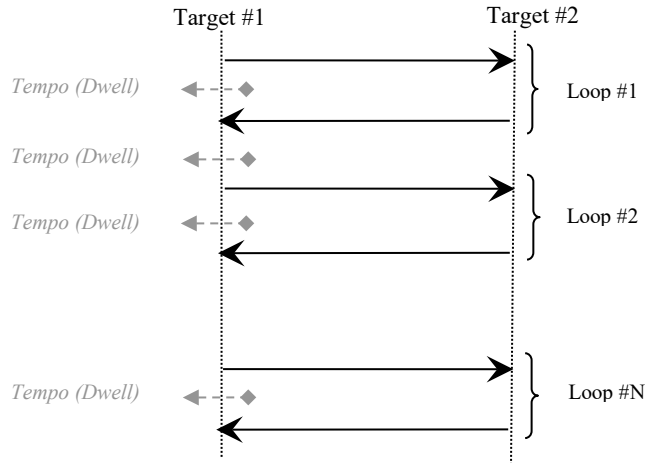 Target #1
Target #2
Tempo (Dwell)
Loop #1
Tempo (Dwell)
Tempo (Dwell)
Loop #2
Tempo (Dwell)
Loop #N